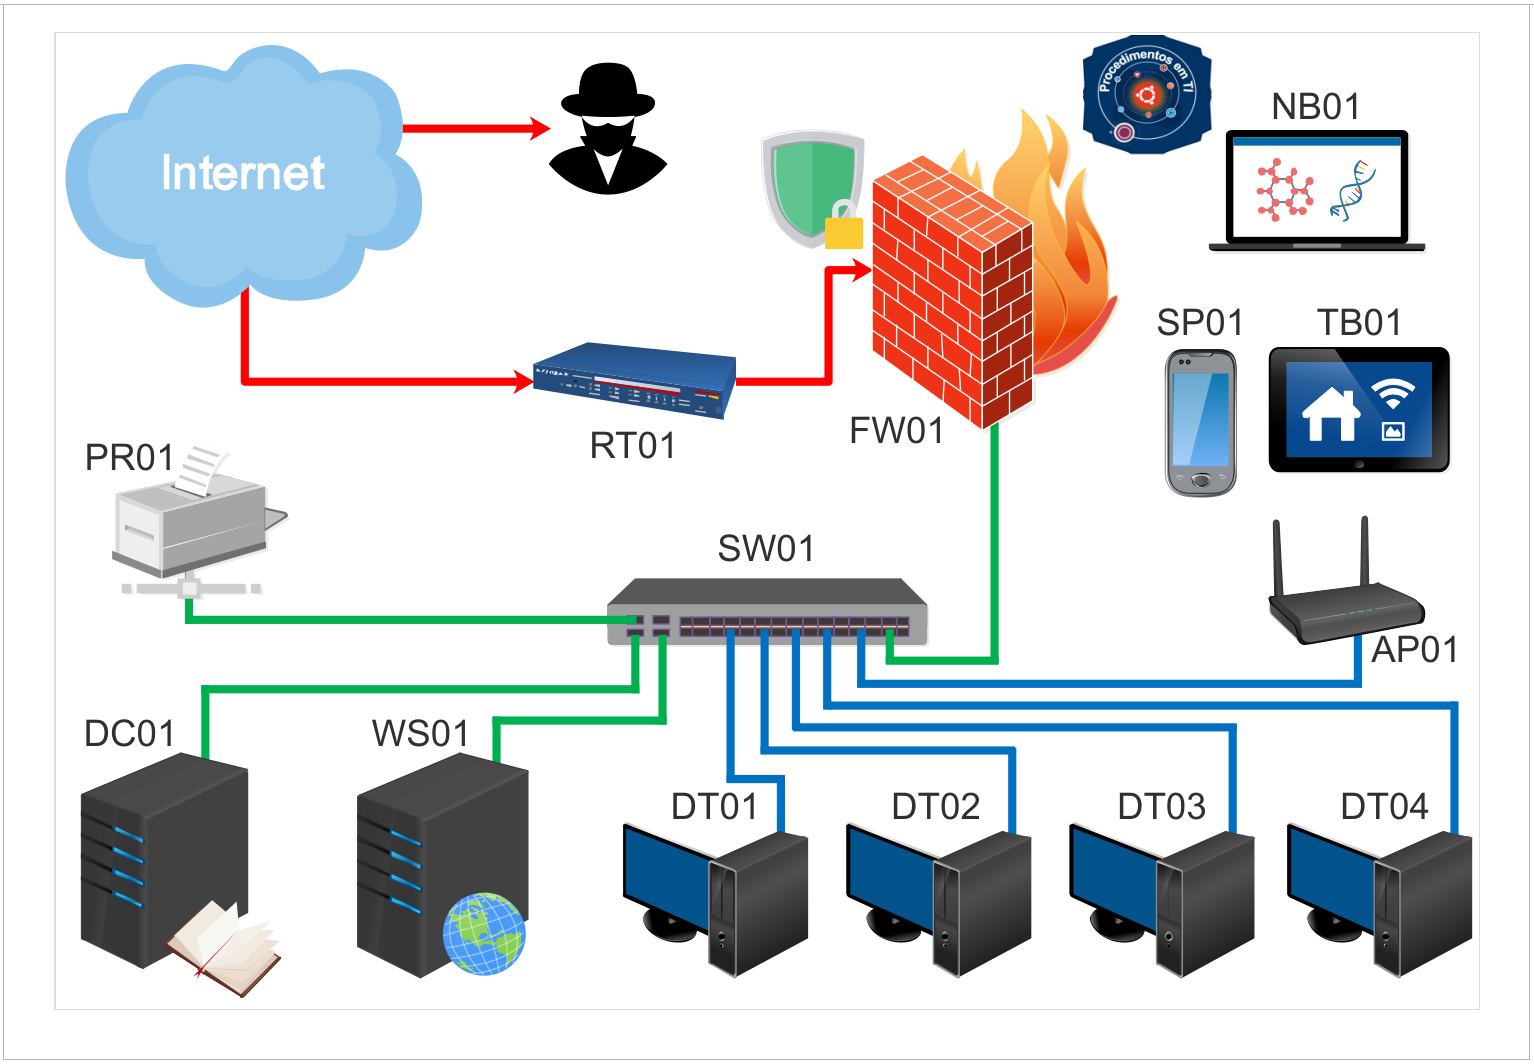 Procedimentos em TI
NB01
Internet
SP01
TB01
FW01
RT01
PR01
SW01
AP01
DC01
WS01
DT01
DT02
DT03
DT04